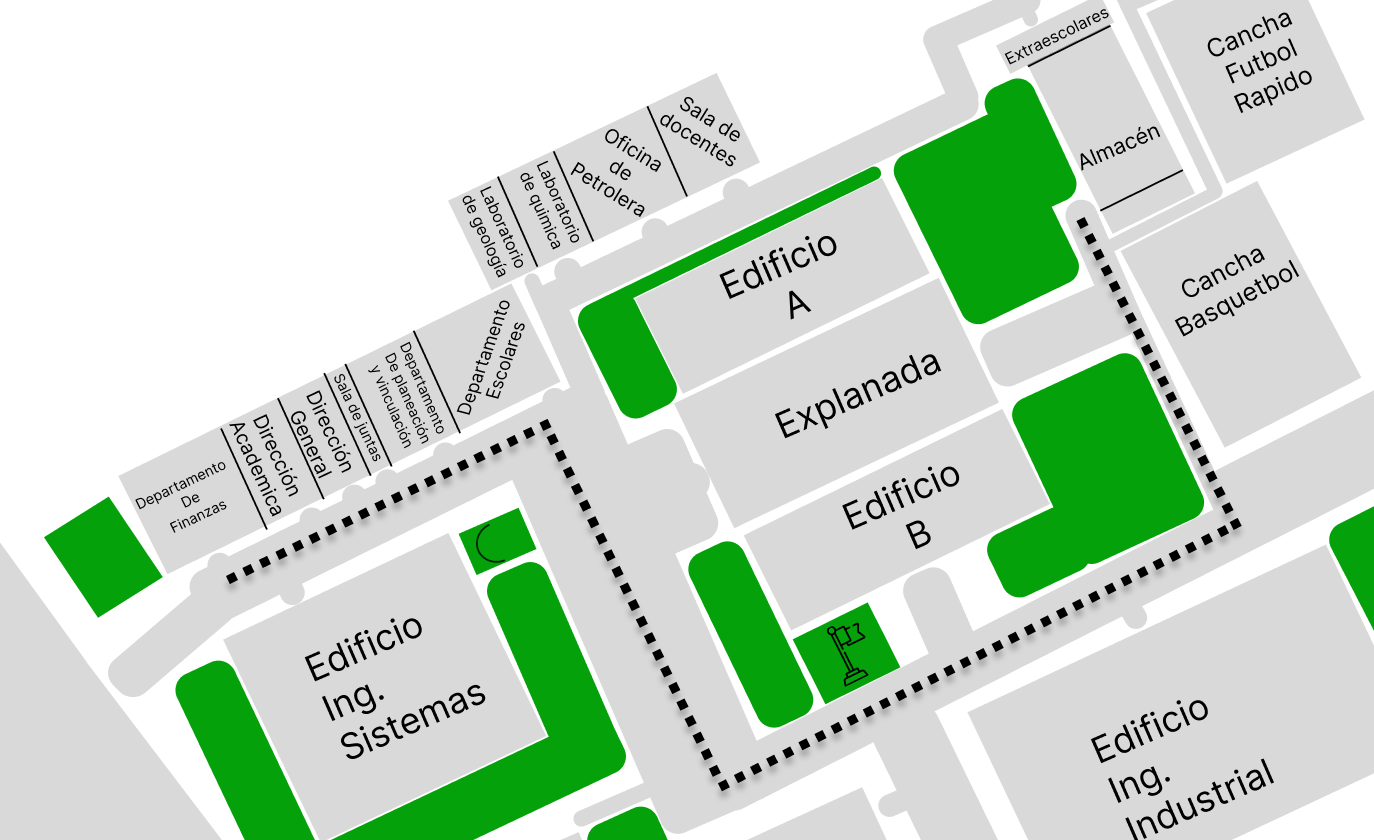 Extraescolares
Cancha
Futbol
Rapido
Almacén
Sala de
docentes
Oficina
de
Petrolera
Laboratorio
de quimica
Laboratorio
de geología
Edificio
A
Cancha
Basquetbol
Departamento
Escolares
Departamento
De planeación
y vinculación
Sala de juntas
Dirección
General
Dirección
Academica
Departamento
De
Finanzas
Explanada
Edificio
B
Edificio
Ing.
Sistemas
Edificio
Ing.
Industrial